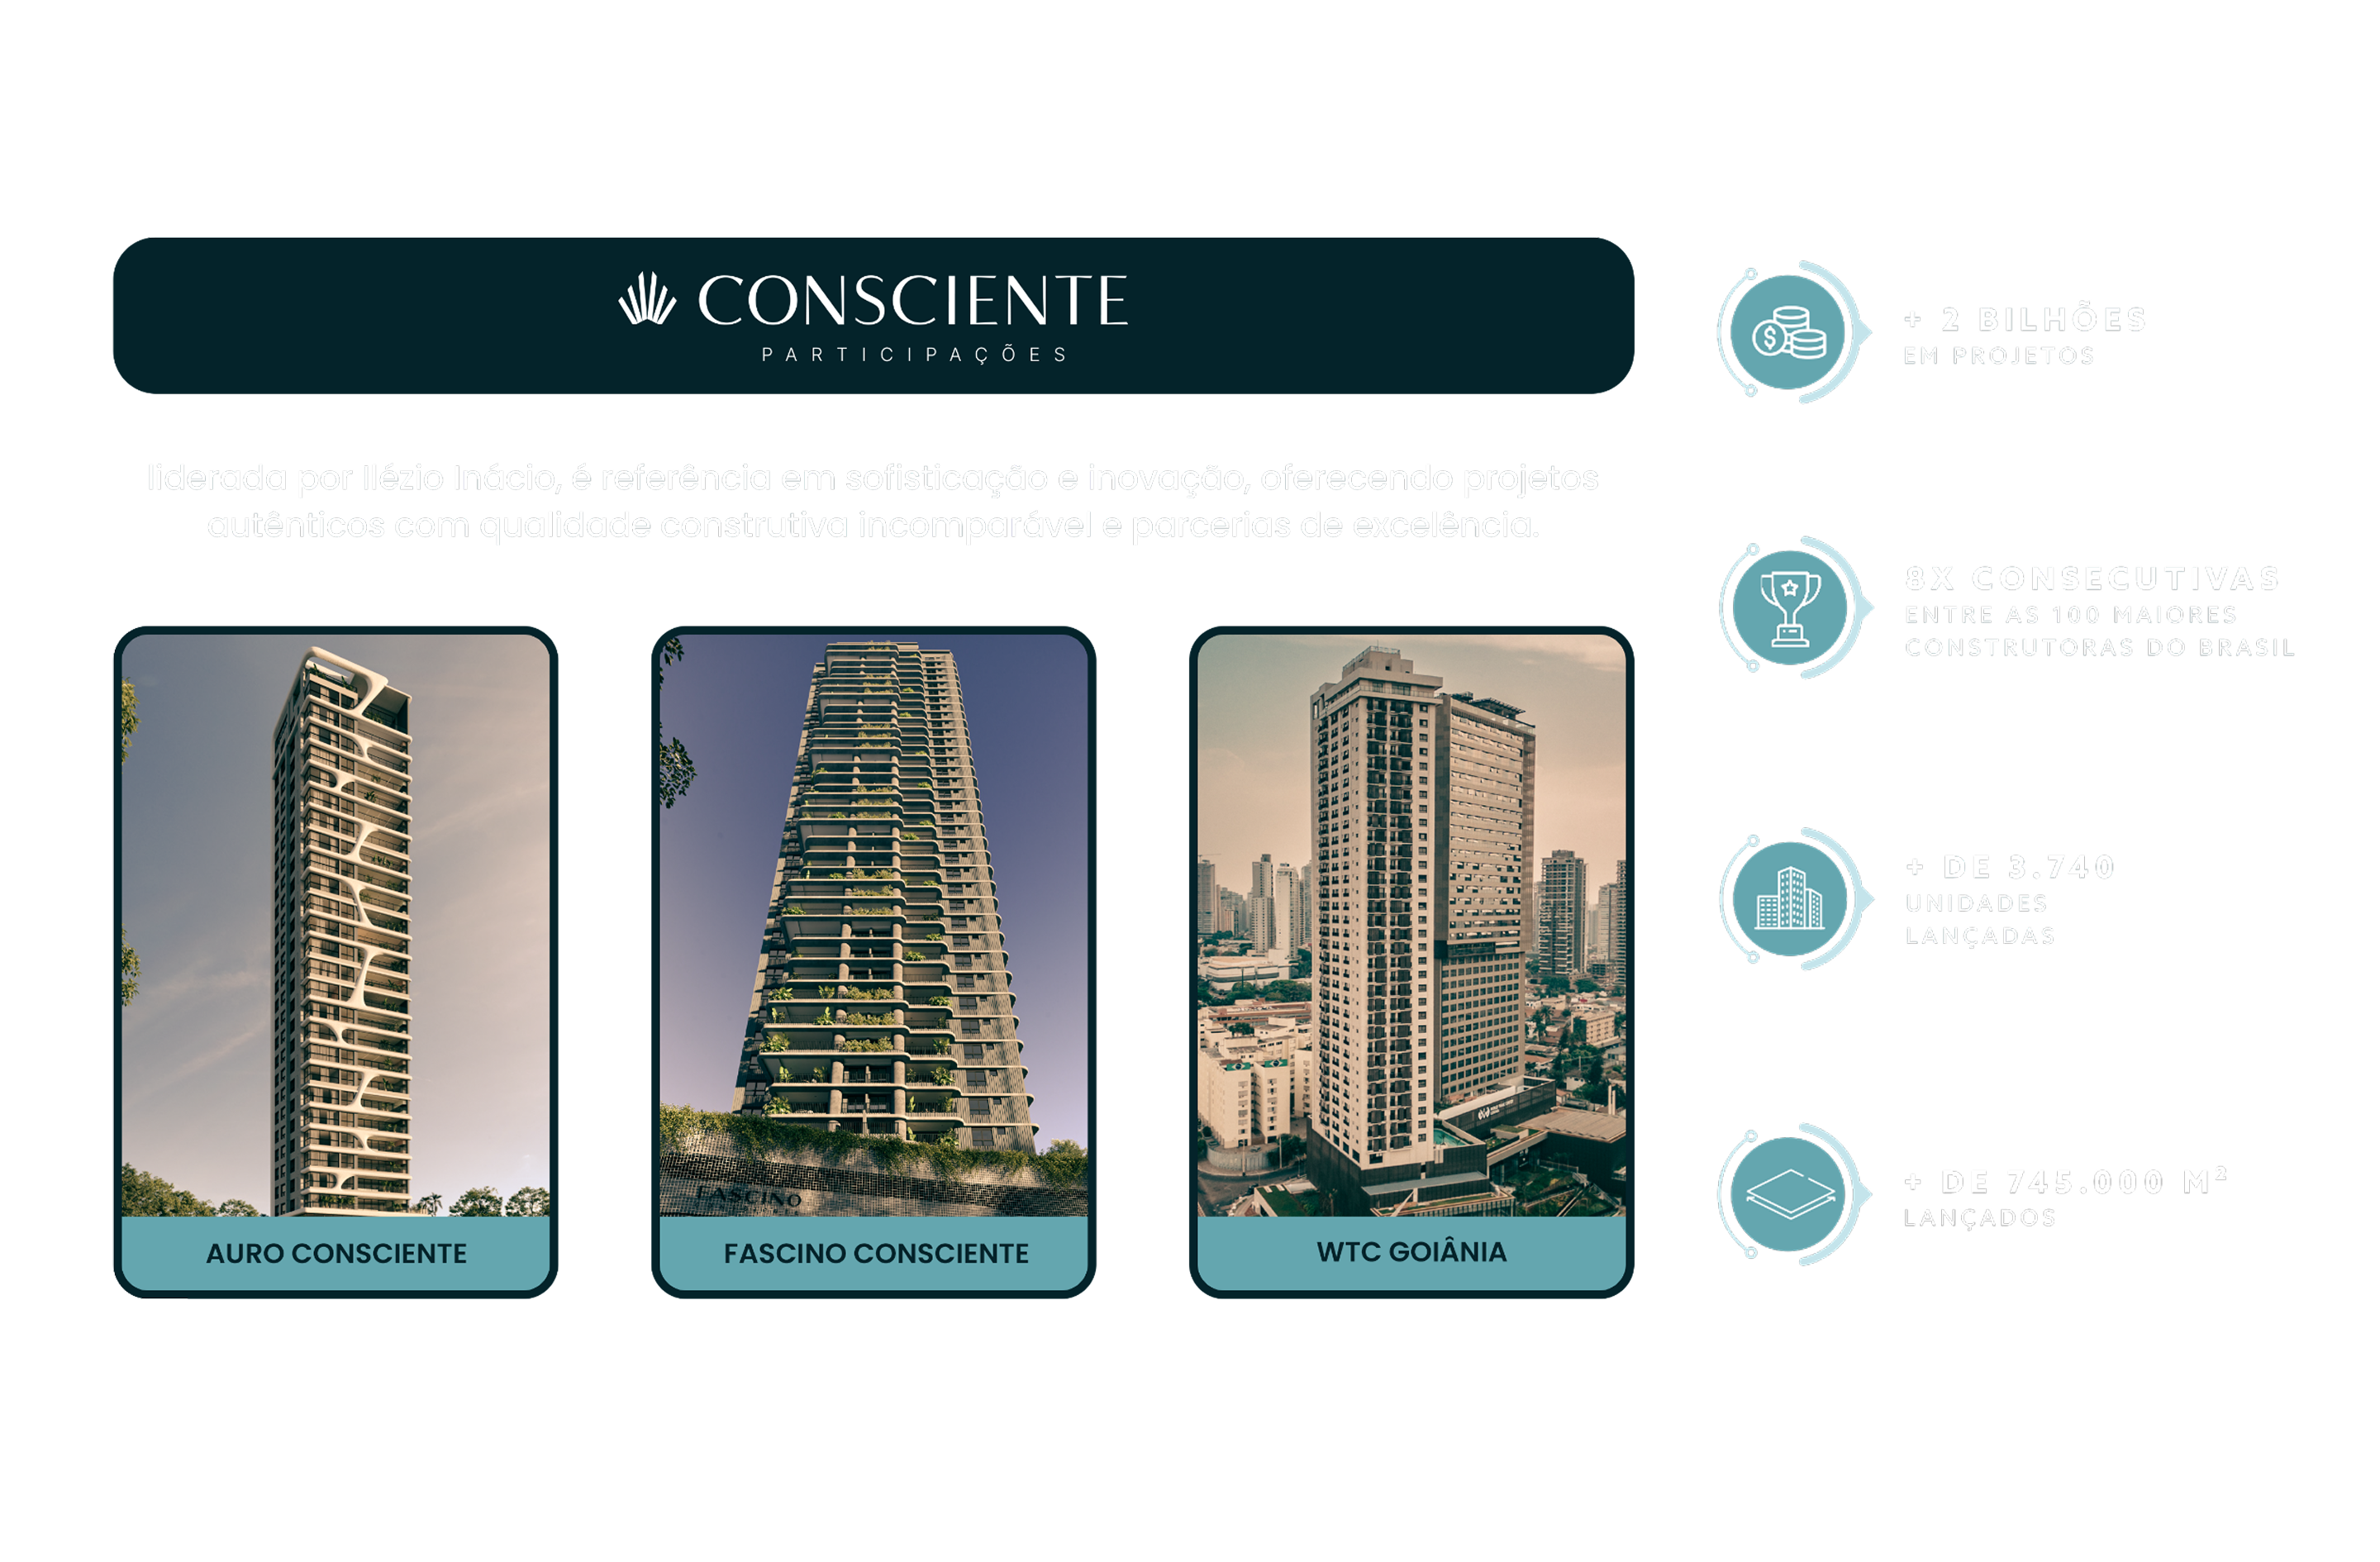 CONSCIENTE
PARTICIPAÇÕES
liderada por Ilézio Inácio, é referência em sofisticação e inovação, oferecendo projetos
autênticos com qualidade construtiva incomparável e parcerias de excelência.
FASCINO
AURO CONSCIENTE
FASCINO CONSCIENTE
WTC GOIÂNIA
+ 2 BILHÕES
EM PROJETOS
8X CONSECUTIVAS
ENTRE AS 100 MAIORES
CONSTRUTORAS DO BRASIL
+ DE 3.740
UNIDADES
LANÇADAS
+ DE 745.000 M²
LANÇADOS